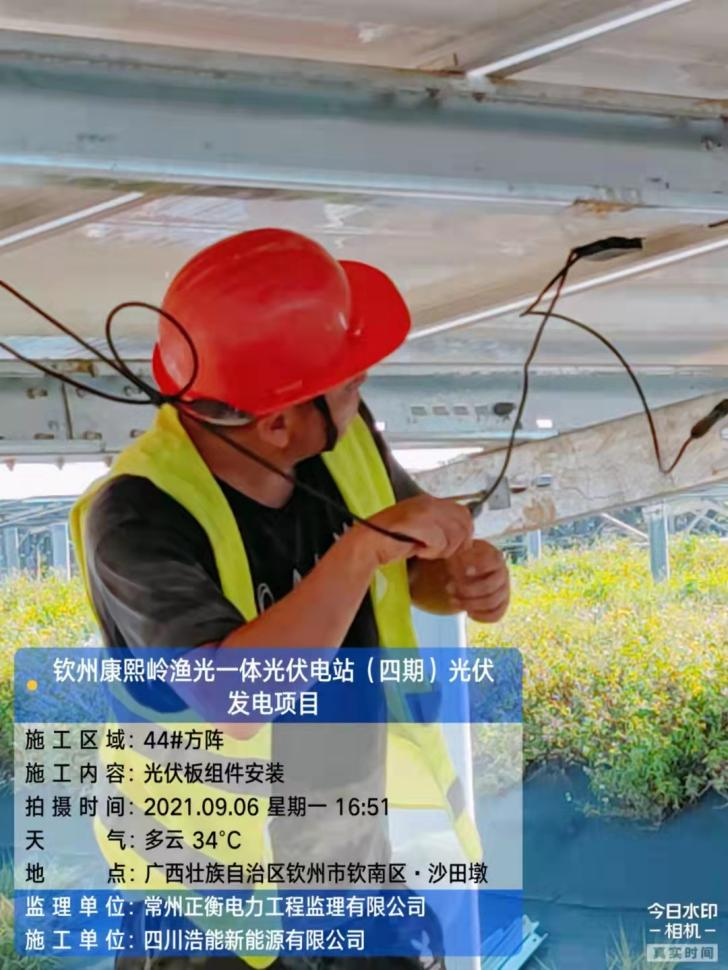 钦州康熙岭渔光一体光伏电站（四期）光伏
发电项目
施工区域：44#方阵
施工内容：光伏板组件安装
拍摄时间：2021.09.06 星期一 16:51
天气：多云 34℃
地点：广西壮族自治区钦州市钦南区·沙田墩
监理单位：常州正衡电力工程监理有限公司
施工单位：四川浩能新能源有限公司
今日水印
-相机-
真实时间